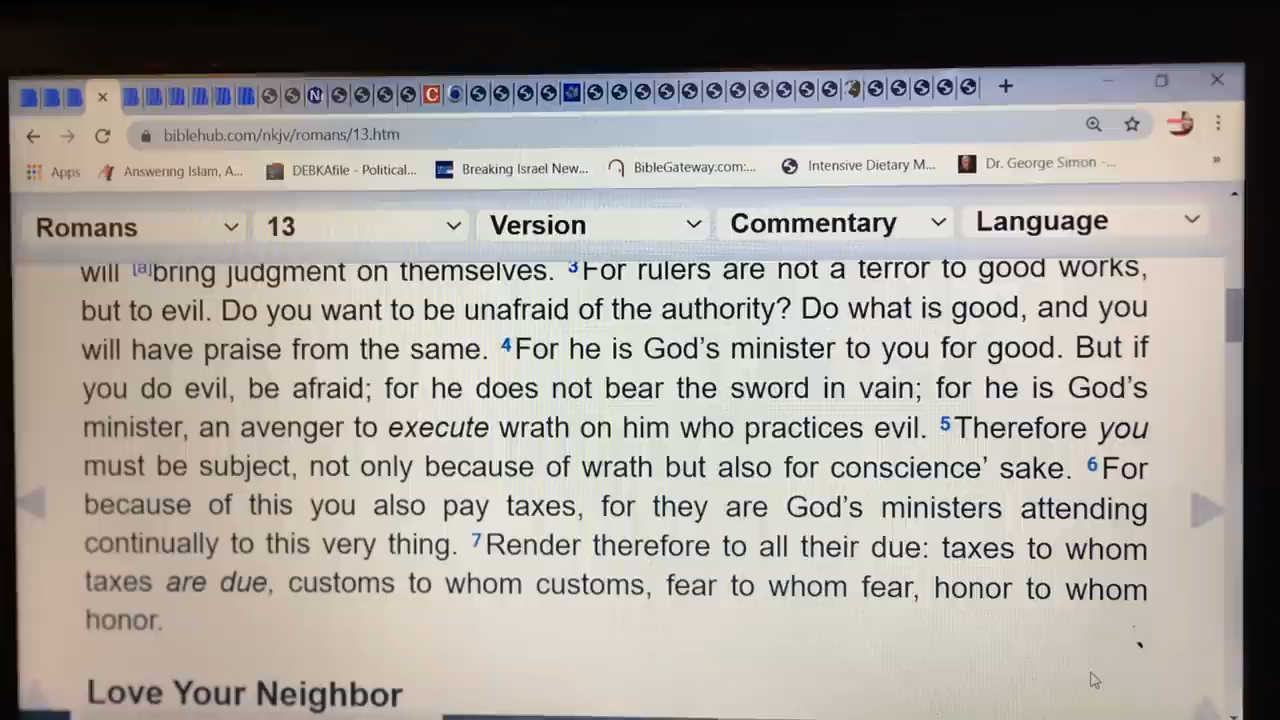 N
C
biblehub.com/nkjv/romans/13.htm
Apps Answering Islam, A... DEBKAfile - Political... Breaking Israel New... BibleGateway.com:... Intensive Dietary M... Dr. George Simon -... »
Romans 13 Version Commentary Language
will [a]bring judgment on themselves. 3For rulers are not a terror to good works,
but to evil. Do you want to be unafraid of the authority? Do what is good, and you
will have praise from the same. 4For he is God's minister to you for good. But if
you do evil, be afraid; for he does not bear the sword in vain; for he is God's
minister, an avenger to execute wrath on him who practices evil. 5Therefore you
must be subject, not only because of wrath but also for conscience' sake. 6For
because of this you also pay taxes, for they are God's ministers attending
continually to this very thing. 7Render therefore to all their due: taxes to whom
taxes are due, customs to whom customs, fear to whom fear, honor to whom
honor.
Love Your Neighbor